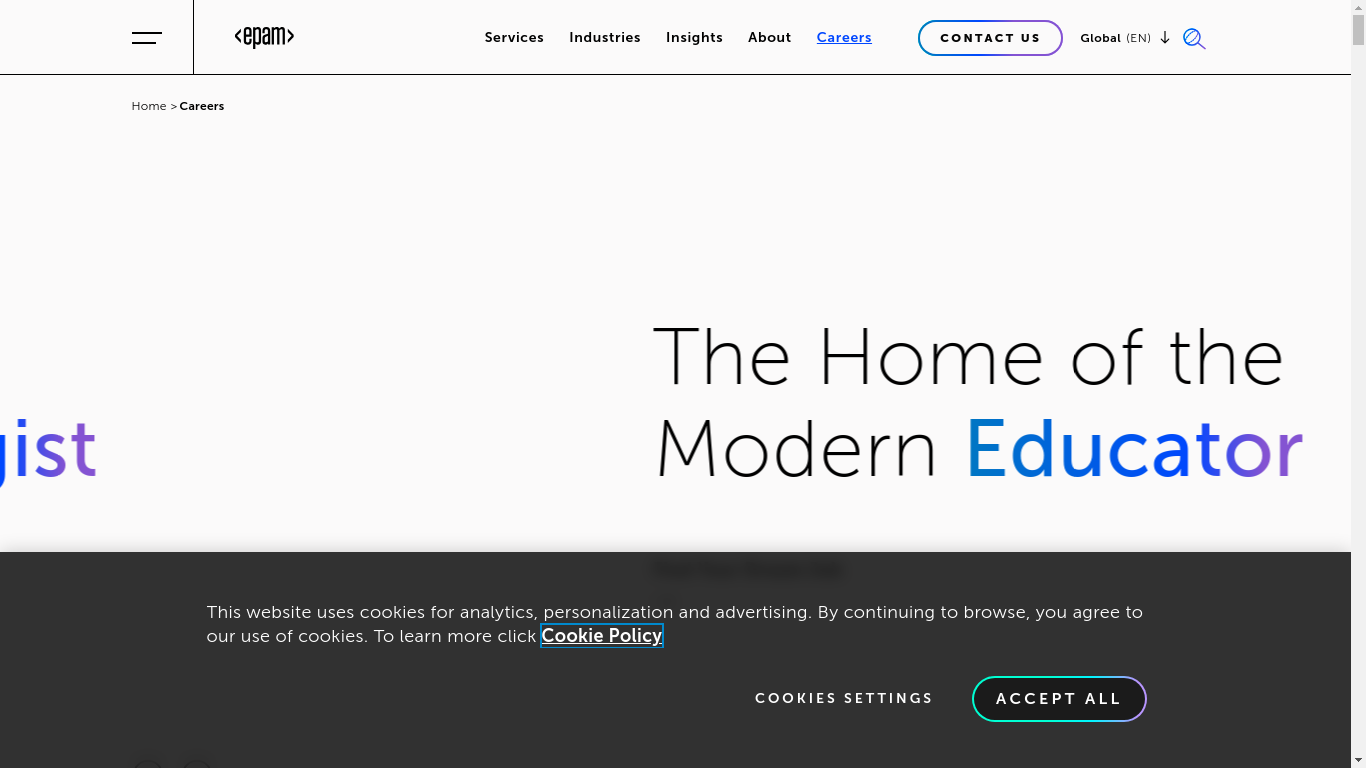 <epam>
Services Industries Insights About Careers CONTACT US Global (EN)
Home > Careers
The Home of the
gist Modern Educator
This website uses cookies for analytics, personalization and advertising. By continuing to browse, you agree to
our use of cookies. To learn more click Cookie Policy
COOKIES SETTINGS ACCEPT ALL